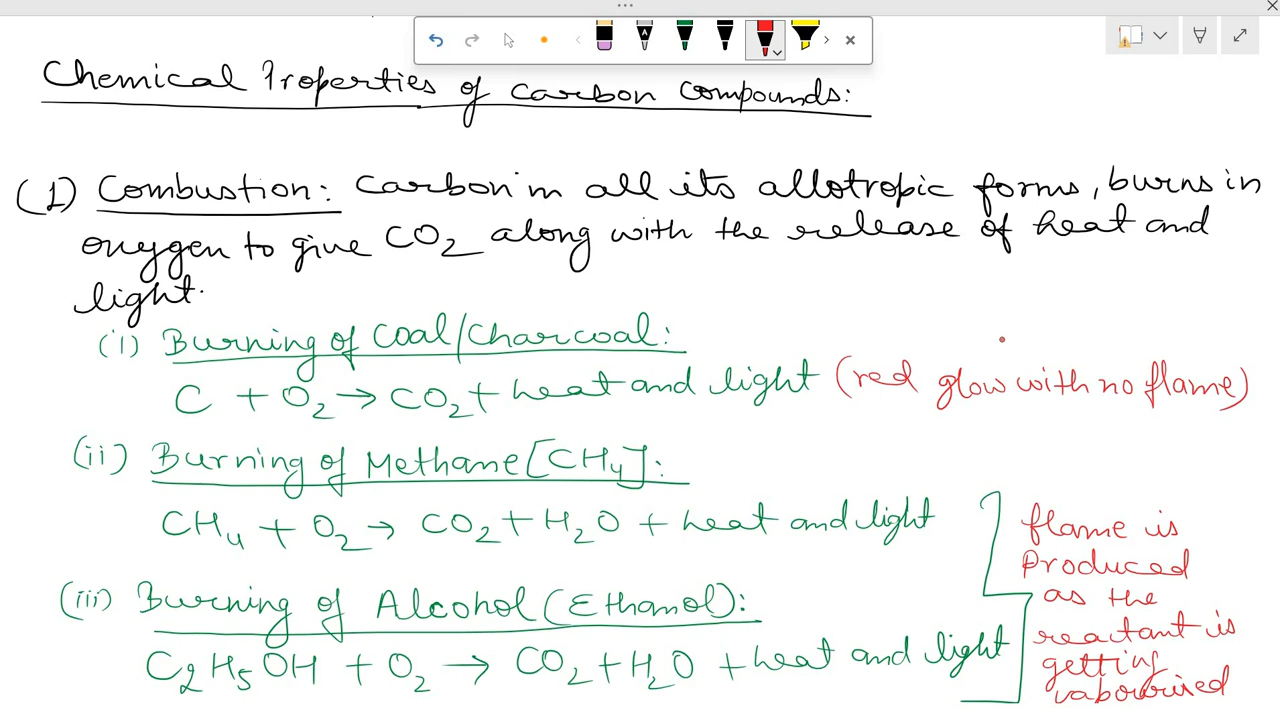 Chemical Properties of carbon compounds:
(1) Combustion: Carbon in all its allotropic forms, burns in
oxygen to give CO2 along with the release of heat and
light.
(i) Burning of Coal/Charcoal:
C + O2 → CO2 + heat and light (red glow with no flame)
(ii) Burning of Methane[CH4]:
CH4 + O2 → CO2 + H2O + heat and light
(iii) Burning of Alcohol (Ethanol):
C2H5OH + O2 → CO2 + H2O + heat and light
flame is
Produced
as the
reactant is
getting
vabourised